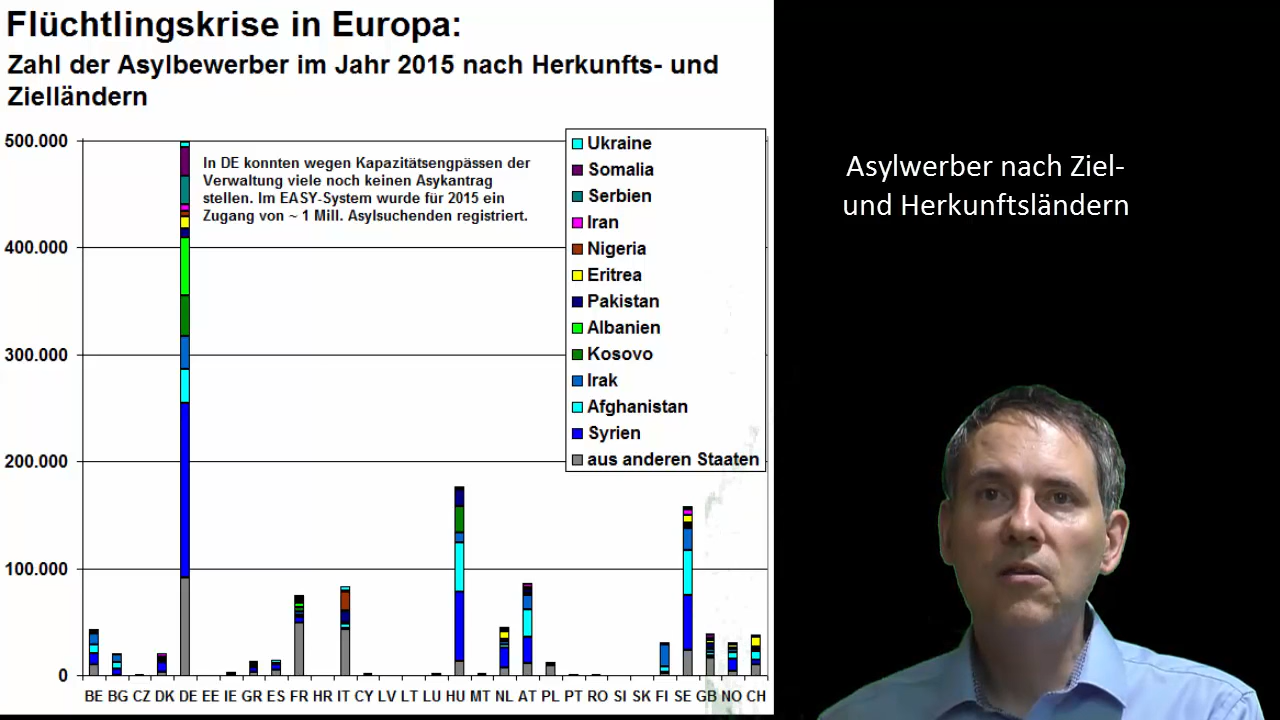 Flüchtlingskrise in Europa:
Zahl der Asylbewerber im Jahr 2015 nach Herkunfts- und
Zielländern
500.000
400.000
300.000
200.000
100.000
0
In DE konnten wegen Kapazitätsengpässen der
Verwaltung viele noch keinen Asykantrag
stellen. Im EASY-System wurde für 2015 ein
Zugang von ~ 1 Mill. Asylsuchenden registriert.
Ukraine
Somalia
Serbien
Iran
Nigeria
Eritrea
Pakistan
Albanien
Kosovo
Irak
Afghanistan
Syrien
aus anderen Staaten
BE BG CZ DK DE EE IE GR ES FR HR IT CY LV LT LU HU MT NL AT PL PT RO SI SK FI SE GB NO CH
Asylwerber nach Ziel-
und Herkunftsländern